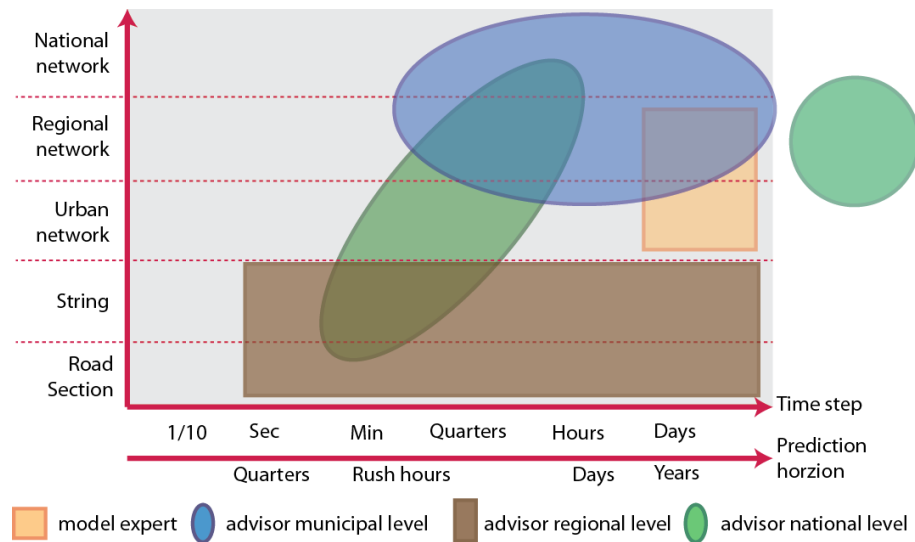 National
network
Regional
network
Urban
network
String
Road
Section
Time step
1/10 Sec Min Quarters Hours Days
Prediction
horzion
Quarters Rush hours Days Years
model expert advisor municipal level advisor regional level advisor national level